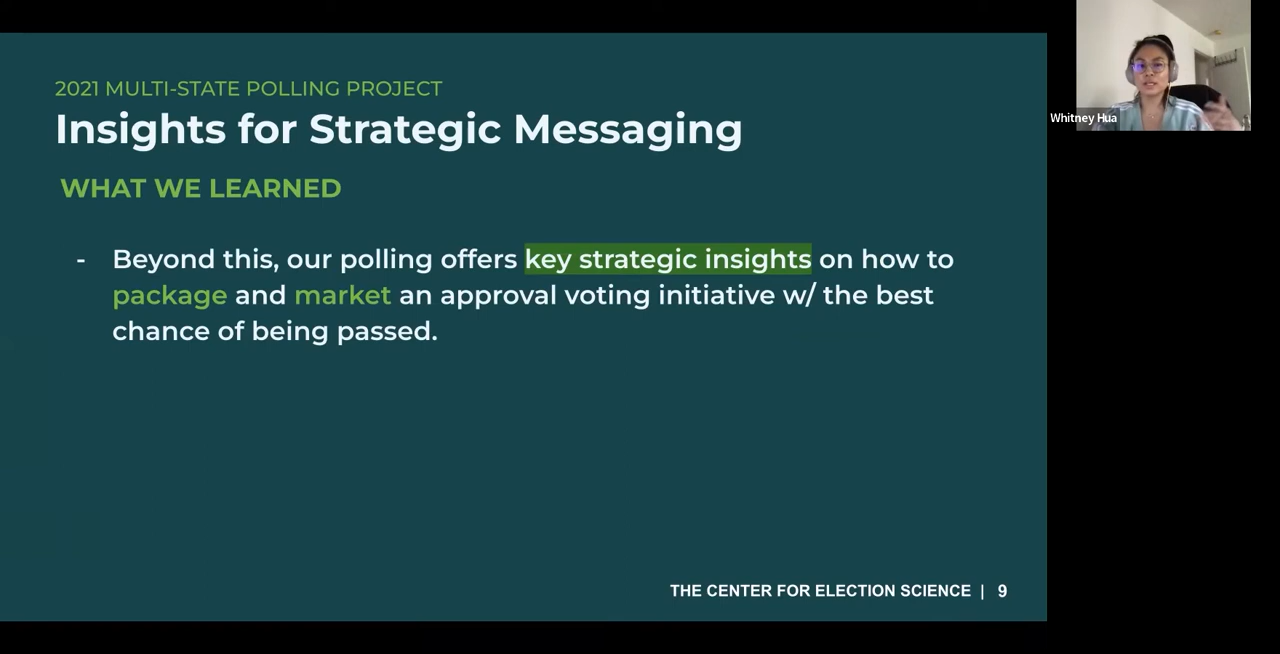 2021 MULTI-STATE POLLING PROJECT
Insights for Strategic Messaging
WHAT WE LEARNED
- Beyond this, our polling offers key strategic insights on how to
package and market an approval voting initiative w/ the best
chance of being passed.
THE CENTER FOR ELECTION SCIENCE | 9
Whitney Hua